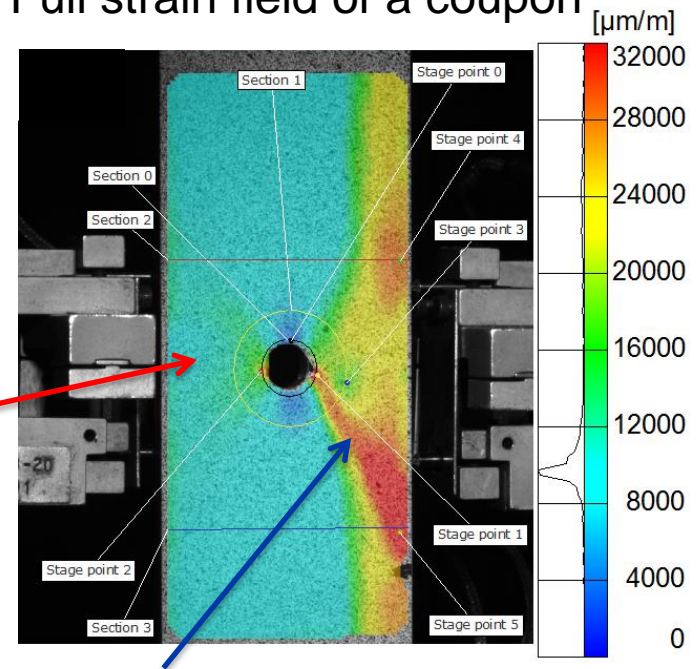 Full strain field of a coupon
[µm/m]
Section 1
Stage point 0
32000
28000
Stage point 4
Section 0
24000
Section 2
Stage point 3
20000
16000
12000
-20
8000
Stage point 1
Stage point 2
4000
Section 3
Stage point 5
0